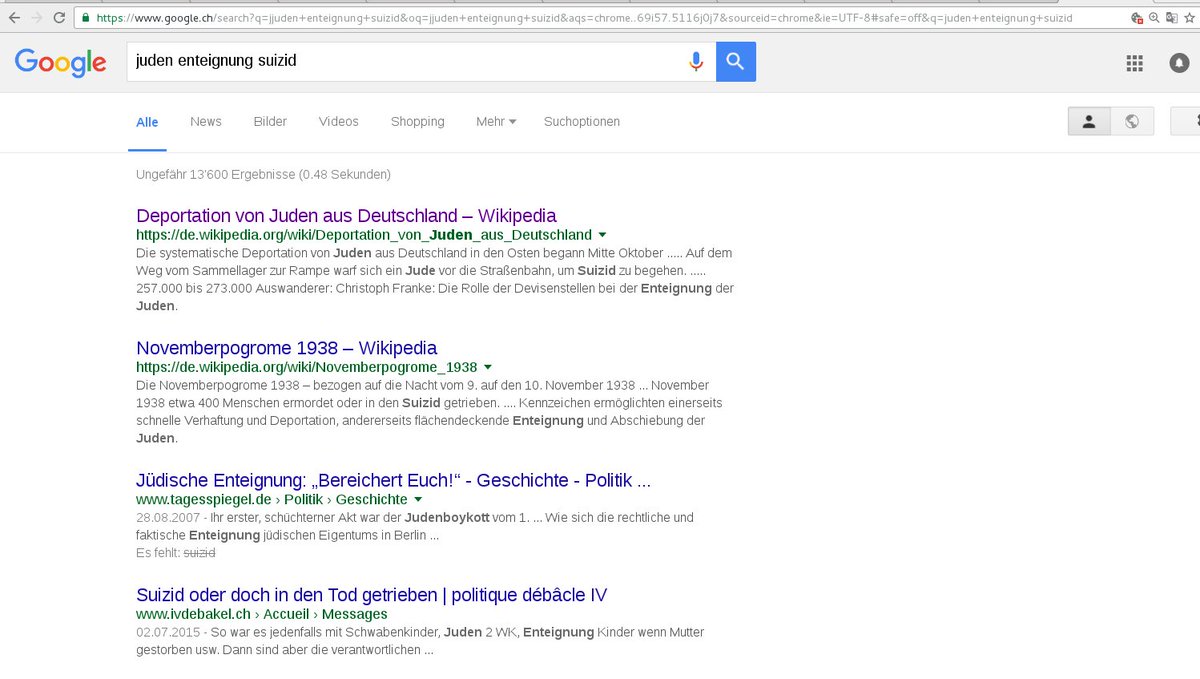 https://www.google.ch/search?q=jjuden+enteignung+suizid&oq=jjuden+enteignung+suizid&aqs=chrome..69i57.5116j0j7&sourceid=chrome&ie=UTF-8#safe=off&q=juden+enteignung+suizid
Google
juden enteignung suizid
Alle News Bilder Videos Shopping Mehr Suchoptionen
Ungefähr 13'600 Ergebnisse (0.48 Sekunden)
Deportation von Juden aus Deutschland – Wikipedia
https://de.wikipedia.org/wiki/Deportation_von_Juden_aus_Deutschland
Die systematische Deportation von Juden aus Deutschland in den Osten begann Mitte Oktober ..... Auf dem
Weg vom Sammellager zur Rampe warf sich ein Jude vor die Straßenbahn, um Suizid zu begehen. .....
257.000 bis 273.000 Auswanderer: Christoph Franke: Die Rolle der Devisenstellen bei der Enteignung der
Juden.
Novemberpogrome 1938 – Wikipedia
https://de.wikipedia.org/wiki/Novemberpogrome_1938
Die Novemberpogrome 1938 – bezogen auf die Nacht vom 9. auf den 10. November 1938 ... November
1938 etwa 400 Menschen ermordet oder in den Suizid getrieben. .... Kennzeichen ermöglichten einerseits
schnelle Verhaftung und Deportation, andererseits flächendeckende Enteignung und Abschiebung der
Juden.
Jüdische Enteignung: „Bereichert Euch!“ - Geschichte - Politik ...
www.tagesspiegel.de › Politik › Geschichte
28.08.2007 - Ihr erster, schüchterner Akt war der Judenboykott vom 1. ... Wie sich die rechtliche und
faktische Enteignung jüdischen Eigentums in Berlin ...
Es fehlt: suizid
Suizid oder doch in den Tod getrieben | politique débâcle IV
www.ivdebakel.ch › Accueil › Messages
02.07.2015 - So war es jedenfalls mit Schwabenkinder, Juden 2 WK, Enteignung Kinder wenn Mutter
gestorben usw. Dann sind aber die verantwortlichen ...